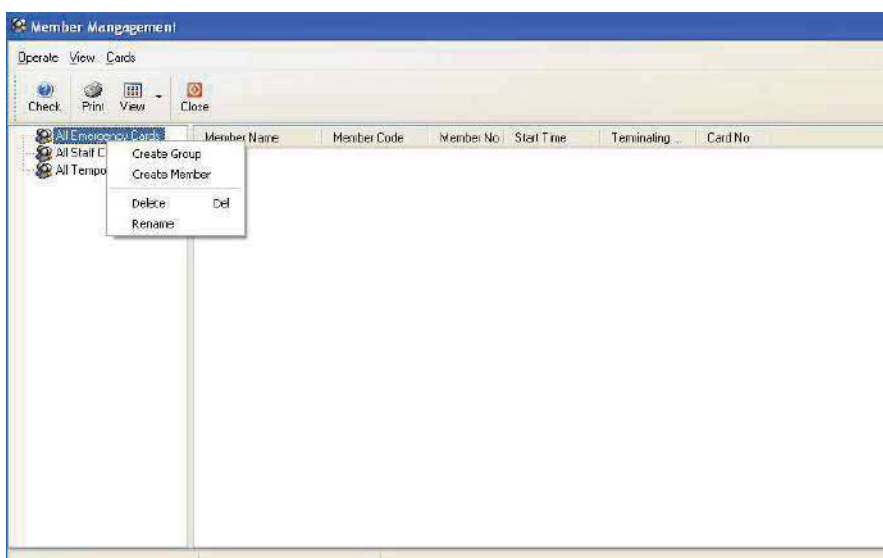 Member Mangagement
Operate View Cards
Check Print View Close
All Emergency Cards
All Staff C
All Tempo
Create Group
Create Member
Delete Del
Rename
Member Name Member Code Member No Start Time Terminating ... Card No